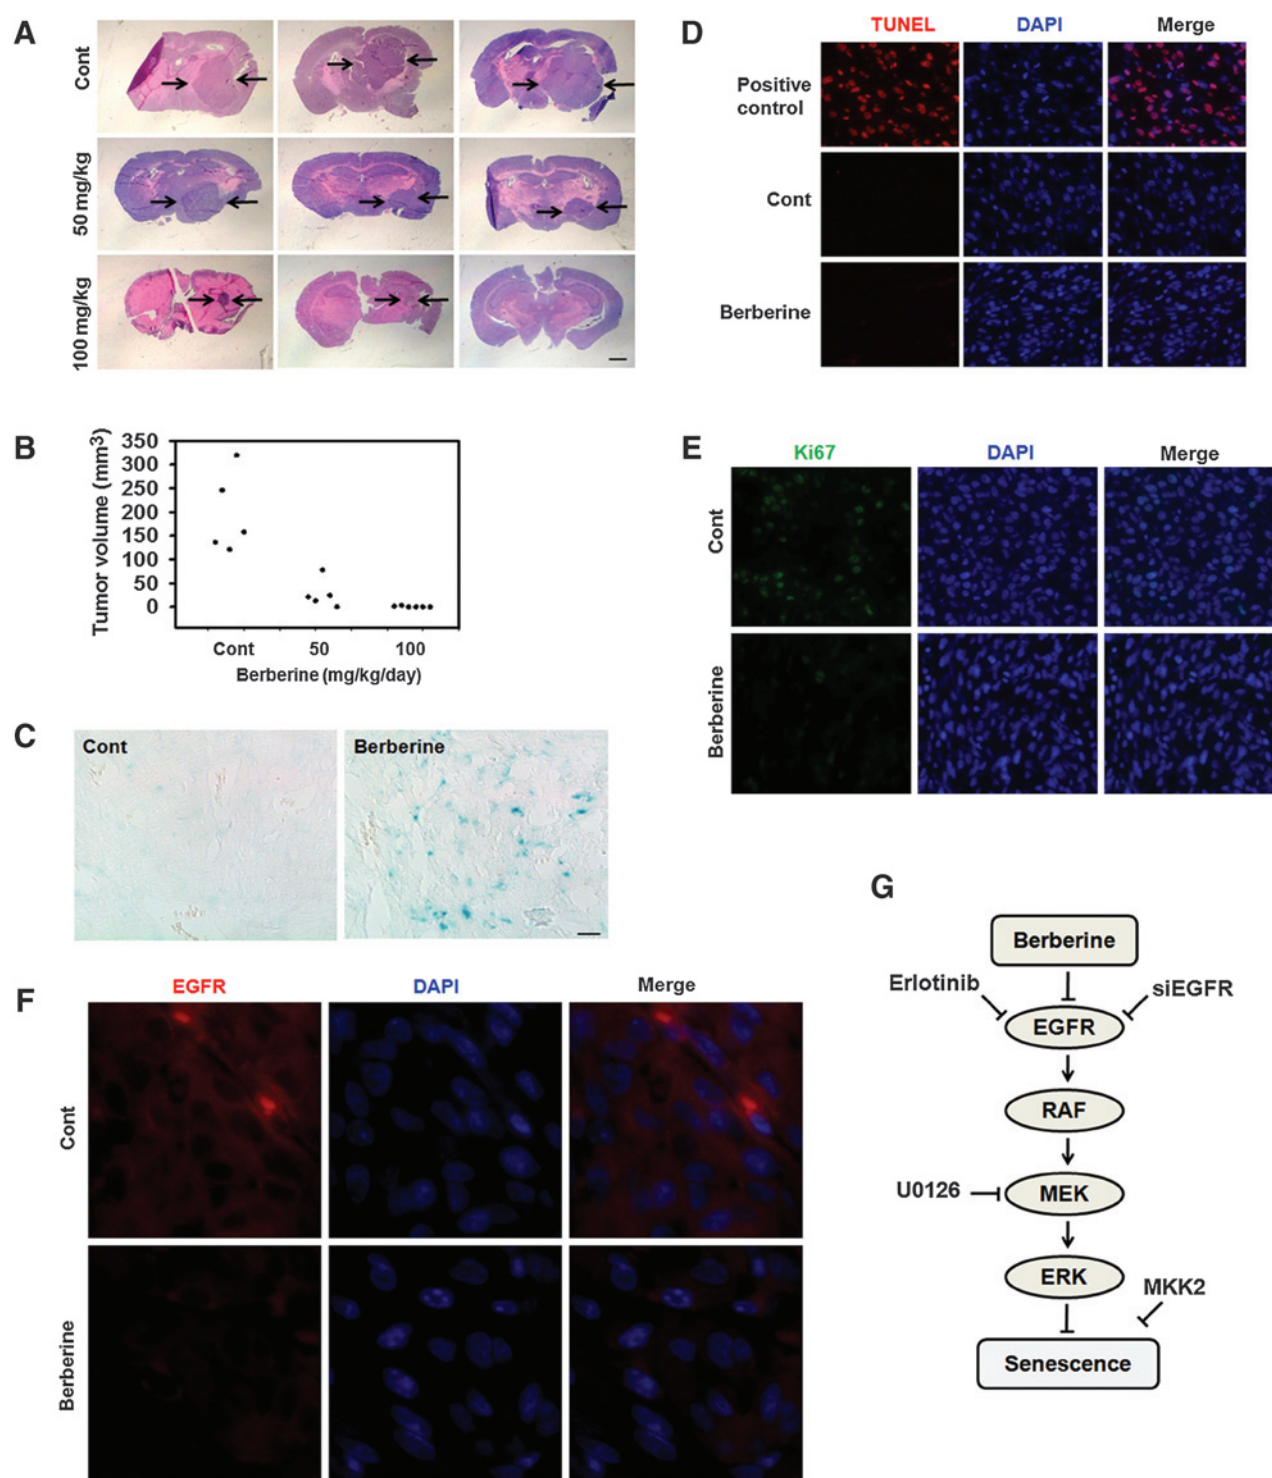 A
Cont
50 mg/kg
100 mg/kg
B
Tumor volume (mm3)
350
300
250
200
150
100
50
0
Cont
50
100
Berberine (mg/kg/day)
C
Cont
Berberine
D
TUNEL
DAPI
Merge
Positive
control
Cont
Berberine
E
Ki67
DAPI
Merge
Cont
Berberine
F
EGFR
DAPI
Merge
Cont
Berberine
G
Berberine
Erlotinib
siEGFR
EGFR
RAF
U0126
MEK
ERK
MKK2
Senescence